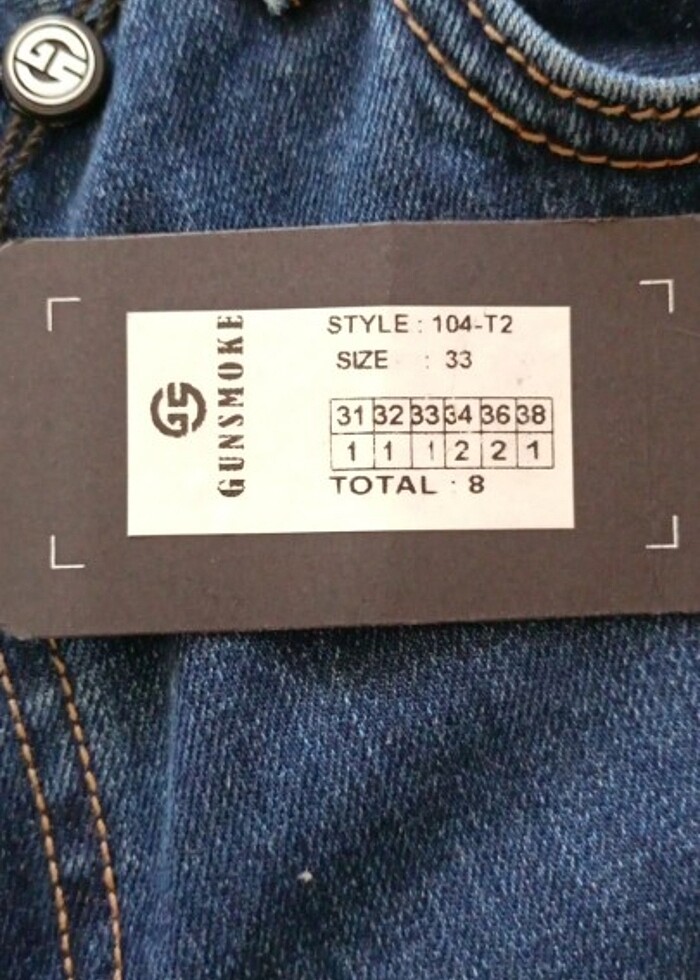 GS
GUNSMOKE
STYLE : 104-T2
SIZE : 33
31 32 33 34 36 38
1 1 1 2 2 1
TOTAL : 8